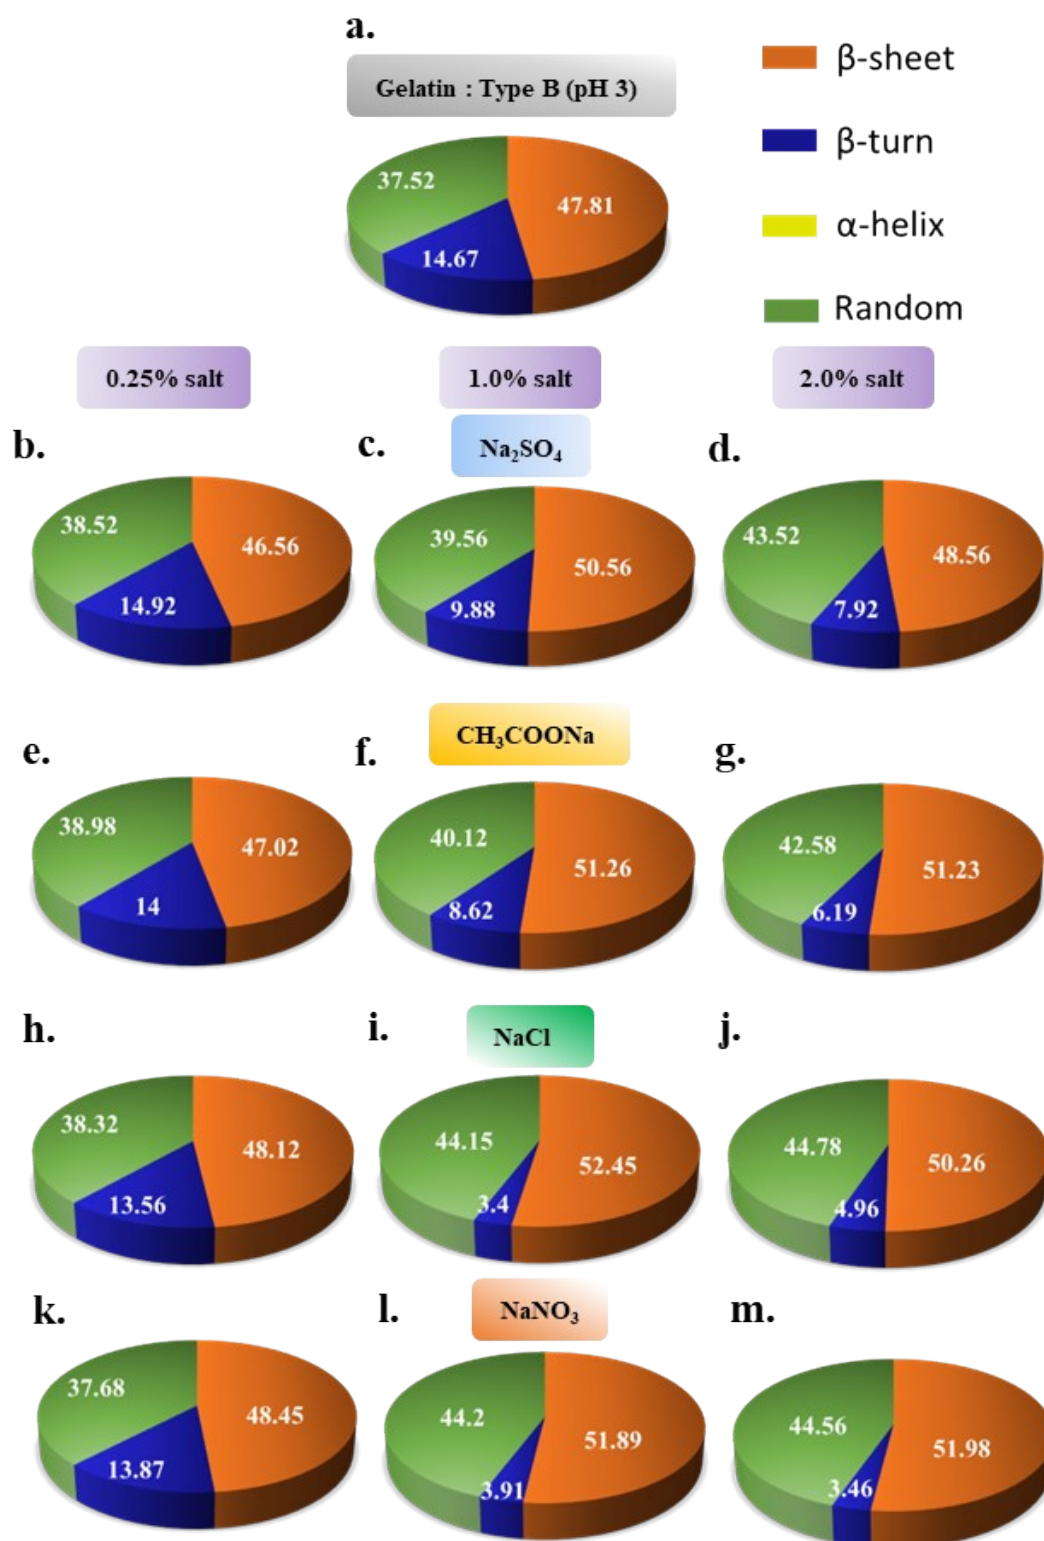 a.
Gelatin : Type B (pH 3)
β-sheet
β-turn
α-helix
Random
37.52
47.81
14.67
0.25% salt
1.0% salt
2.0% salt
Na₂SO₄
b.
c.
d.
38.52
46.56
14.92
39.56
50.56
9.88
43.52
48.56
7.92
CH₃COONa
e.
f.
g.
38.98
47.02
14
40.12
51.26
8.62
42.58
51.23
6.19
NaCl
h.
i.
j.
38.32
48.12
13.56
44.15
52.45
3.4
44.78
50.26
4.96
NaNO₃
k.
l.
m.
37.68
48.45
13.87
44.2
51.89
3.91
44.56
51.98
3.46